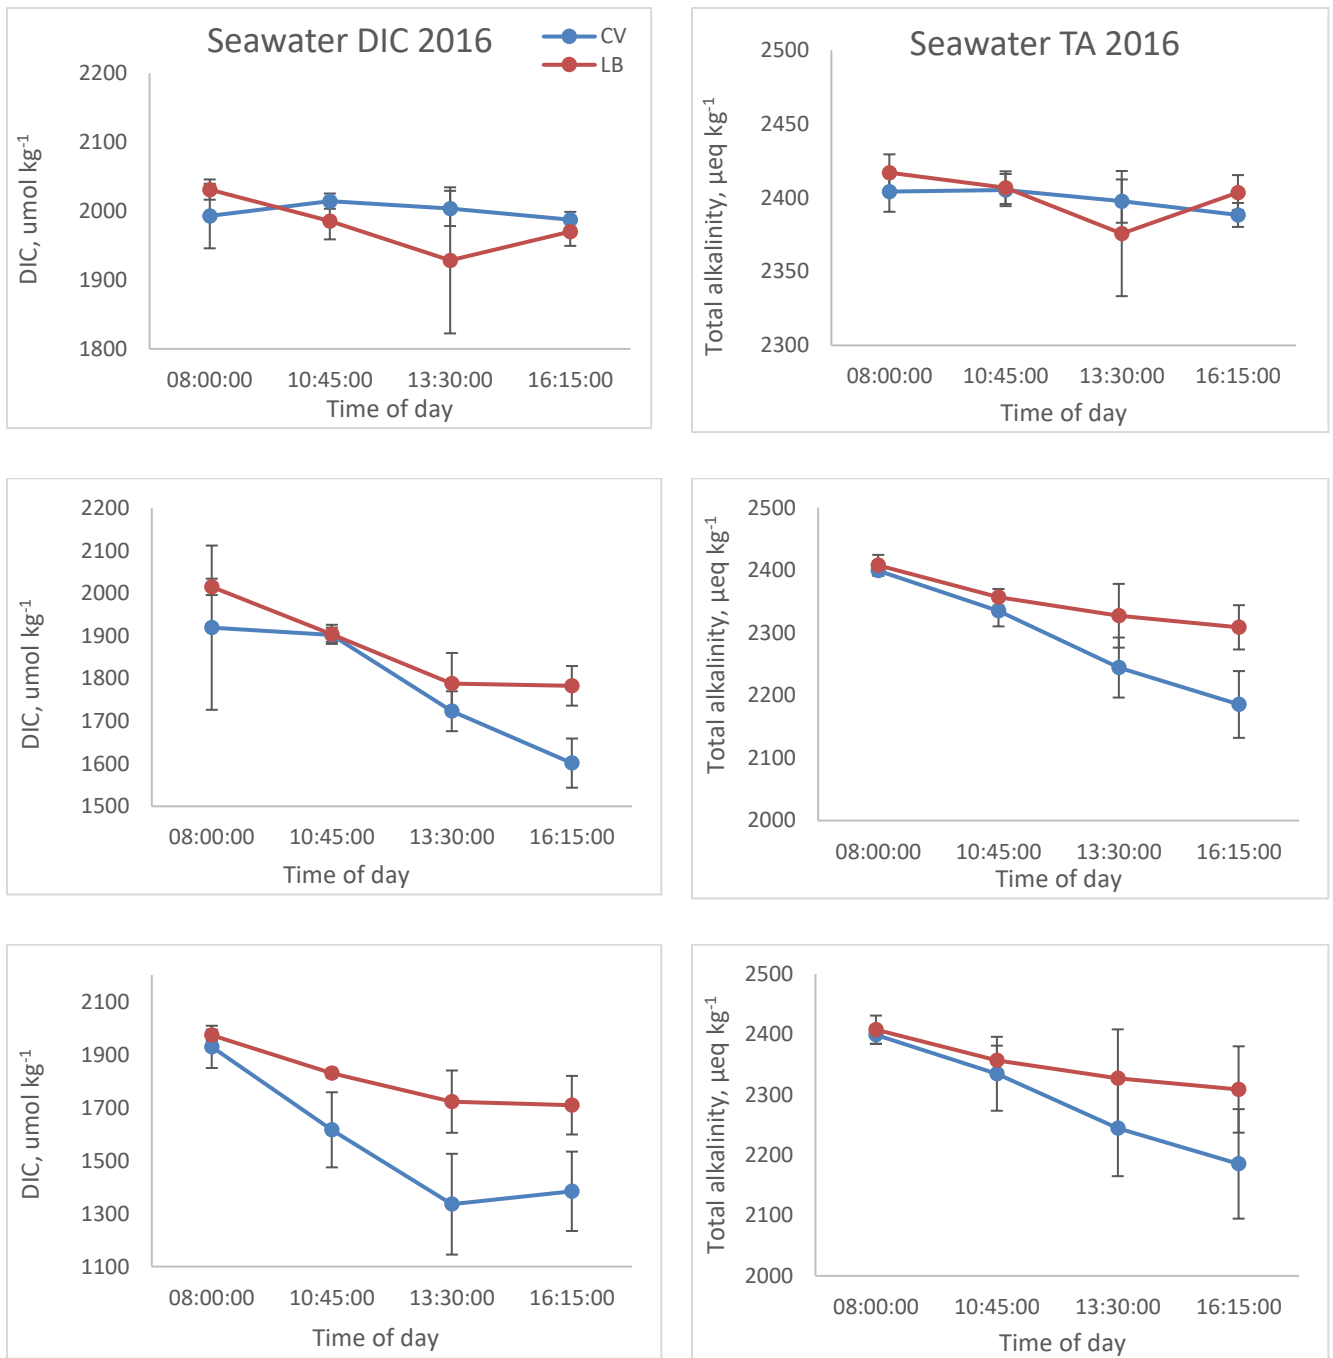 Seawater DIC 2016
CV
LB
2200
2100
2000
1900
1800
DIC, umol kg-1
08:00:00 10:45:00 13:30:00 16:15:00
Time of day
Seawater TA 2016
2500
2450
2400
2350
2300
Total alkalinity, µeq kg-1
08:00:00 10:45:00 13:30:00 16:15:00
Time of day
2200
2100
2000
1900
1800
1700
1600
1500
DIC, umol kg-1
08:00:00 10:45:00 13:30:00 16:15:00
Time of day
2500
2400
2300
2200
2100
2000
Total alkalinity, µeq kg-1
08:00:00 10:45:00 13:30:00 16:15:00
Time of day
2100
1900
1700
1500
1300
1100
DIC, umol kg-1
08:00:00 10:45:00 13:30:00 16:15:00
Time of day
2500
2400
2300
2200
2100
2000
Total alkalinity, µeq kg-1
08:00:00 10:45:00 13:30:00 16:15:00
Time of day